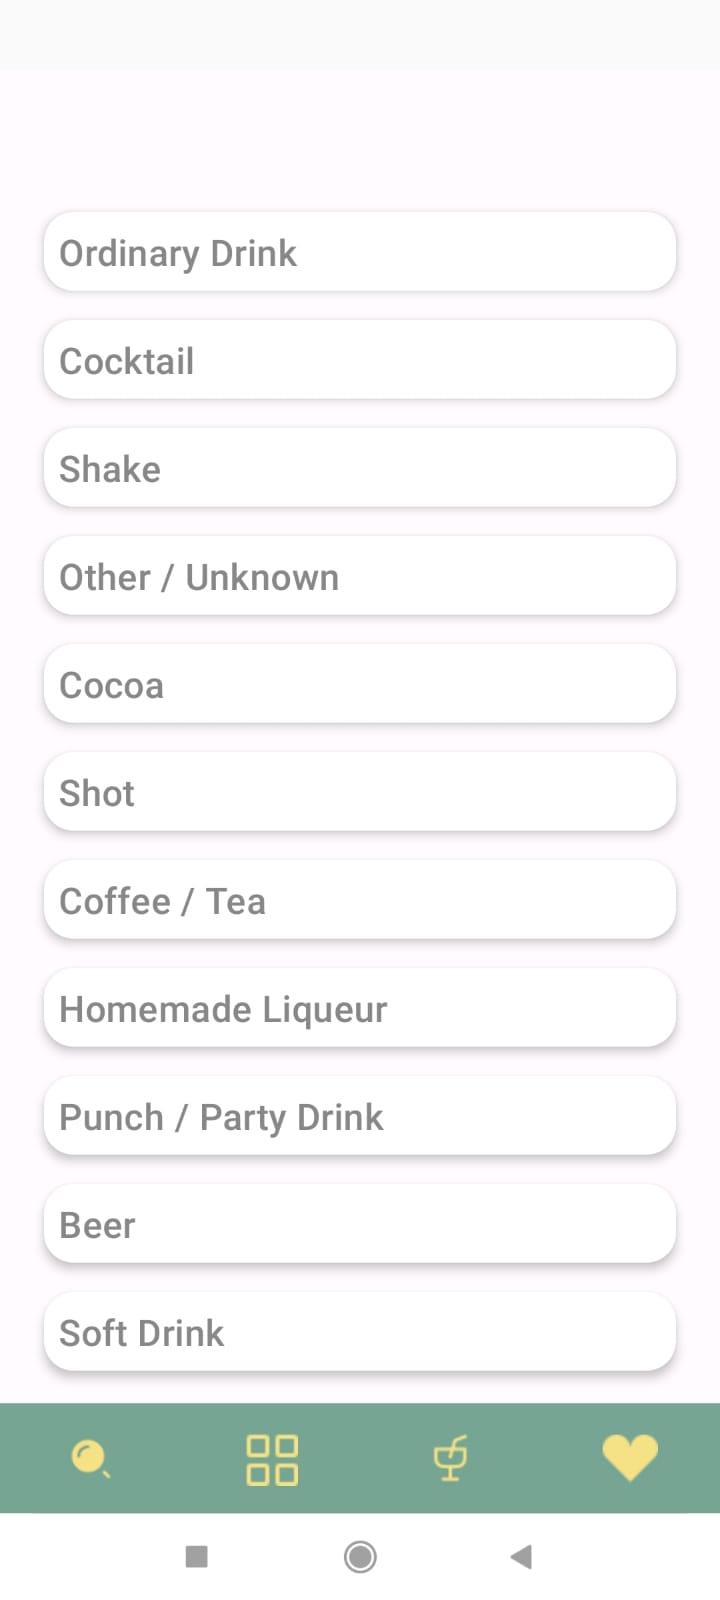 Ordinary Drink
Cocktail
Shake
Other / Unknown
Cocoa
Shot
Coffee / Tea
Homemade Liqueur
Punch / Party Drink
Beer
Soft Drink